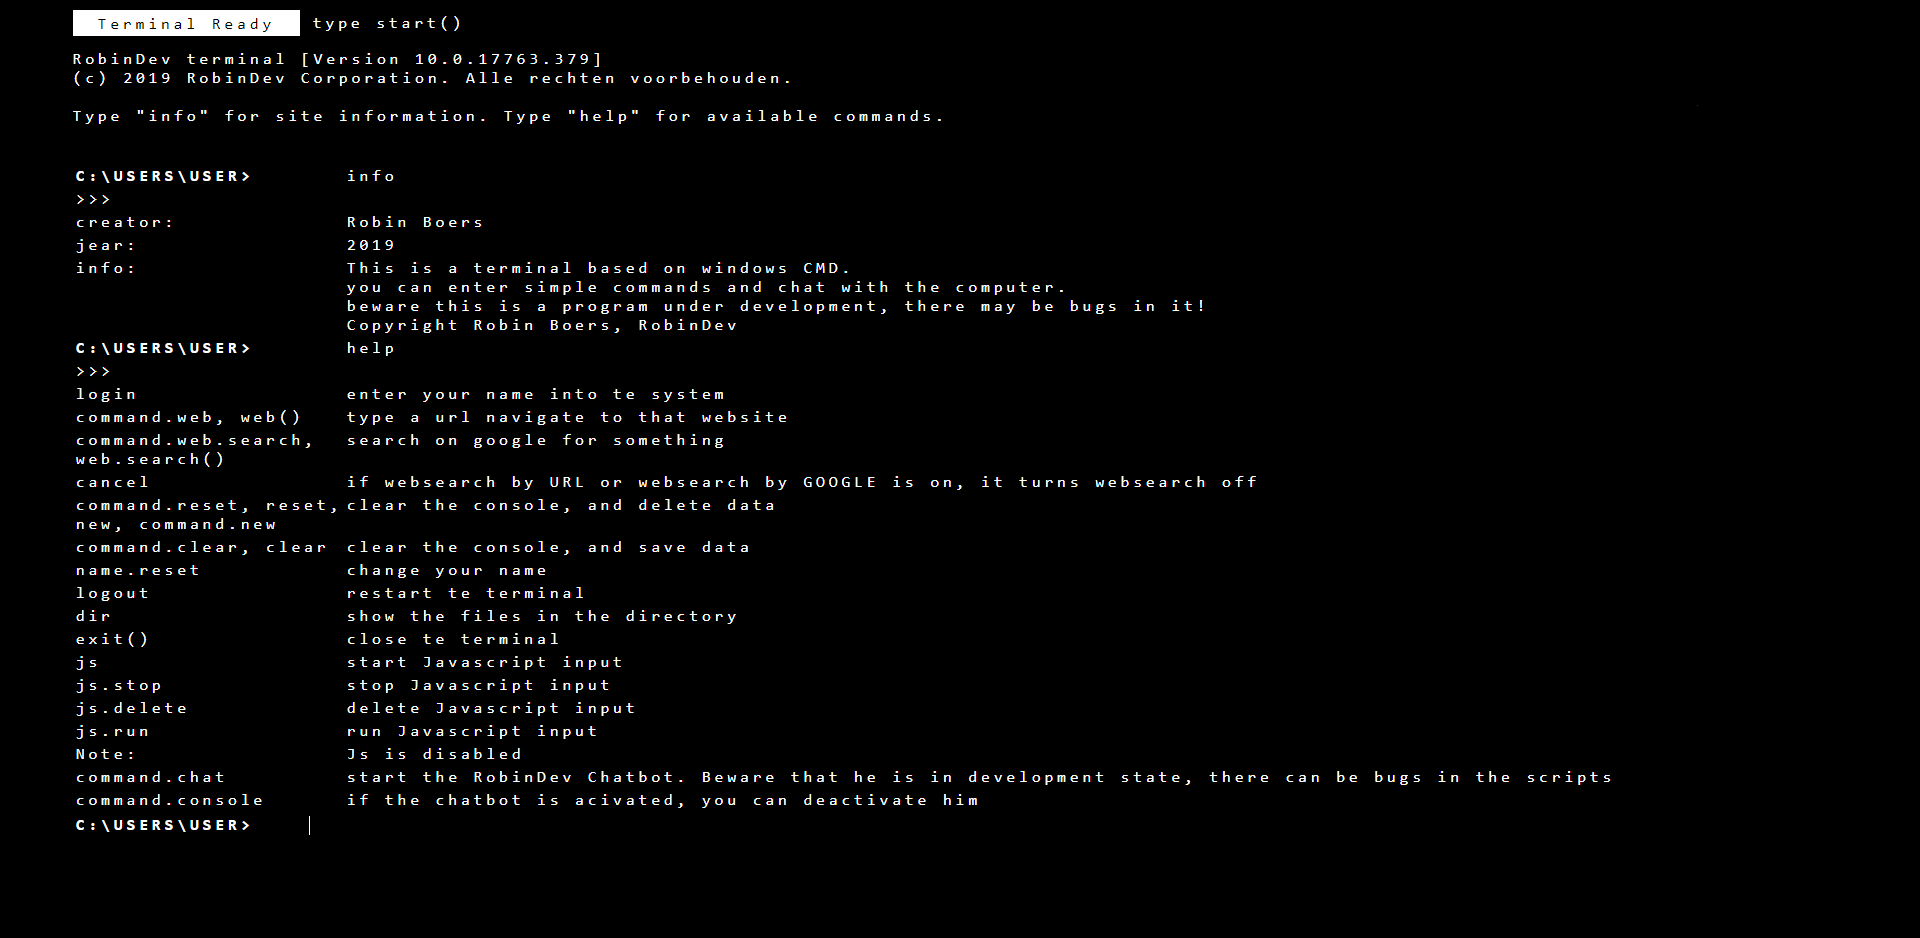 Terminal Ready type start()
RobinDev terminal [Version 10.0.17763.379]
(c) 2019 RobinDev Corporation. Alle rechten voorbehouden.
Type "info" for site information. Type "help" for available commands.
C:\USERS\USER> info
>>>
creator: Robin Boers
jear: 2019
info: This is a terminal based on windows CMD.
you can enter simple commands and chat with the computer.
beware this is a program under development, there may be bugs in it!
Copyright Robin Boers, RobinDev
C:\USERS\USER> help
>>>
login enter your name into te system
command.web, web() type a url navigate to that website
command.web.search, search on google for something
web.search()
cancel if websearch by URL or websearch by GOOGLE is on, it turns websearch off
command.reset, reset, clear the console, and delete data
new, command.new
command.clear, clear clear the console, and save data
name.reset change your name
logout restart te terminal
dir show the files in the directory
exit() close te terminal
js start Javascript input
js.stop stop Javascript input
js.delete delete Javascript input
js.run run Javascript input
Note: Js is disabled
command.chat start the RobinDev Chatbot. Beware that he is in development state, there can be bugs in the scripts
command.console if the chatbot is acivated, you can deactivate him
C:\USERS\USER>